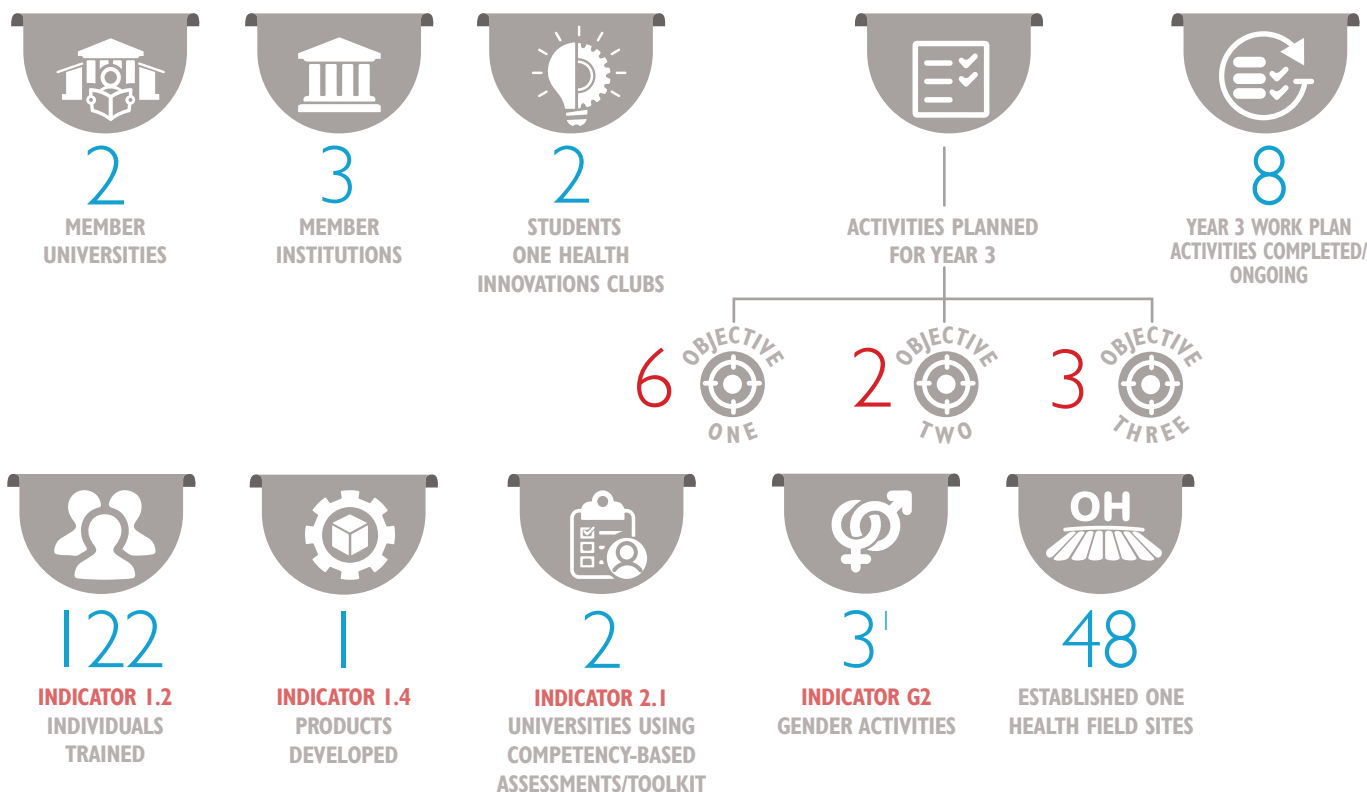 2
MEMBER
UNIVERSITIES
3
MEMBER
INSTITUTIONS
2
STUDENTS
ONE HEALTH
INNOVATIONS CLUBS
ACTIVITIES PLANNED
FOR YEAR 3
6
OBJECTIVE
ONE
2
OBJECTIVE
TWO
3
OBJECTIVE
THREE
8
YEAR 3 WORK PLAN
ACTIVITIES COMPLETED/
ONGOING
122
INDICATOR 1.2
INDIVIDUALS
TRAINED
1
INDICATOR 1.4
PRODUCTS
DEVELOPED
2
INDICATOR 2.1
UNIVERSITIES USING
COMPETENCY-BASED
ASSESSMENTS/TOOLKIT
3¹
INDICATOR G2
GENDER ACTIVITIES
OH
48
ESTABLISHED ONE
HEALTH FIELD SITES